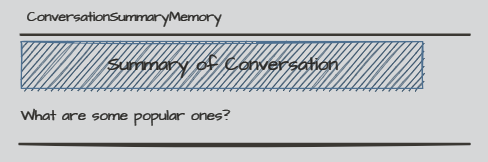 ConversationSummaryMemory
Summary of Conversation
What are some popular ones?